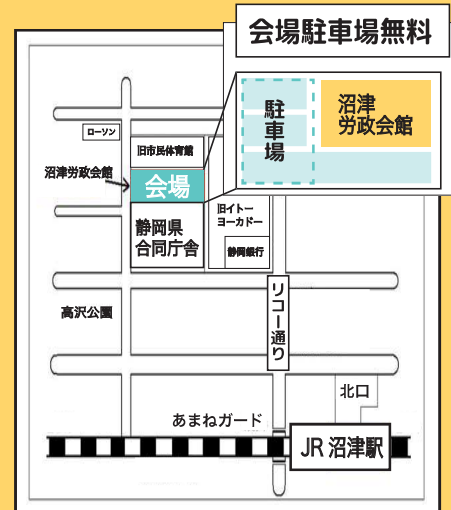 会場駐車場無料
駐車場
沼津
労政会館
ローソン
旧市民体育館
沼津労政会館
会場
旧イトー
ヨーカドー
静岡県
合同庁舎
静岡銀行
高沢公園
リコー通り
北口
あまねガード
JR 沼津駅